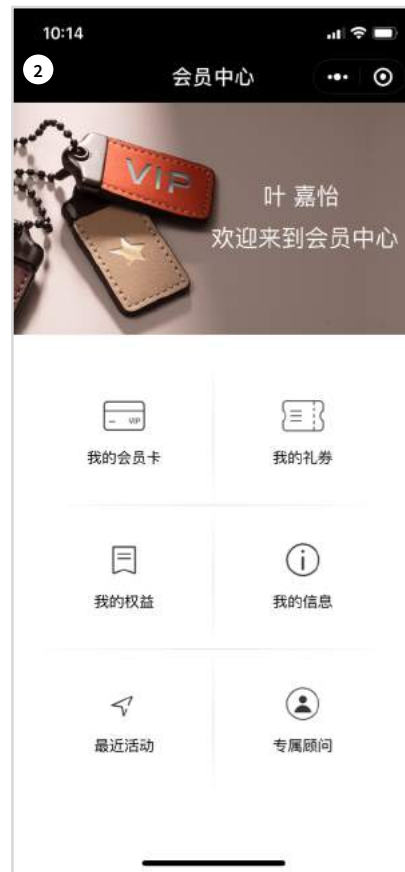 10:14
2
会员中心
VIP
叶 嘉怡
欢迎来到会员中心
VIP
我的会员卡
我的礼券
我的权益
我的信息
最近活动
专属顾问